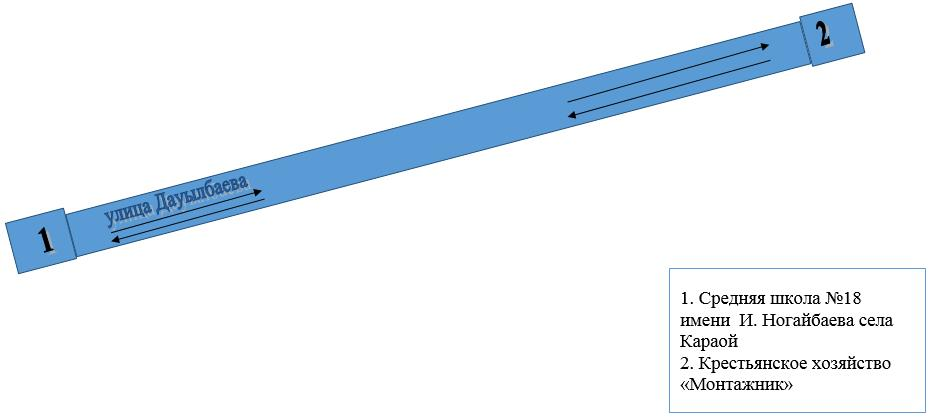 2
улица Дауылбаева
1
1. Средняя школа №18
имени И. Ногайбаева села
Караой
2. Крестьянское хозяйство
«Монтажник»